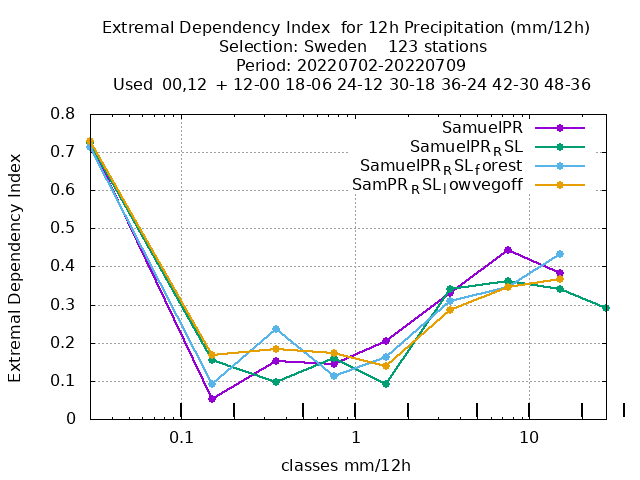 Extremal Dependency Index  for 12h Precipitation (mm/12h)
Selection: Sweden    123 stations
Period: 20220702-20220709
Used  00,12  + 12-00 18-06 24-12 30-18 36-24 42-30 48-36
0.8
0.7
0.6
0.5
0.4
0.3
0.2
0.1
0
Extremal Dependency Index
SamuelPR
SamuelPR_RSL
SamuelPR_RSL_forest
SamPR_RSL_lowvegoff
0.1 1 10
classes mm/12h